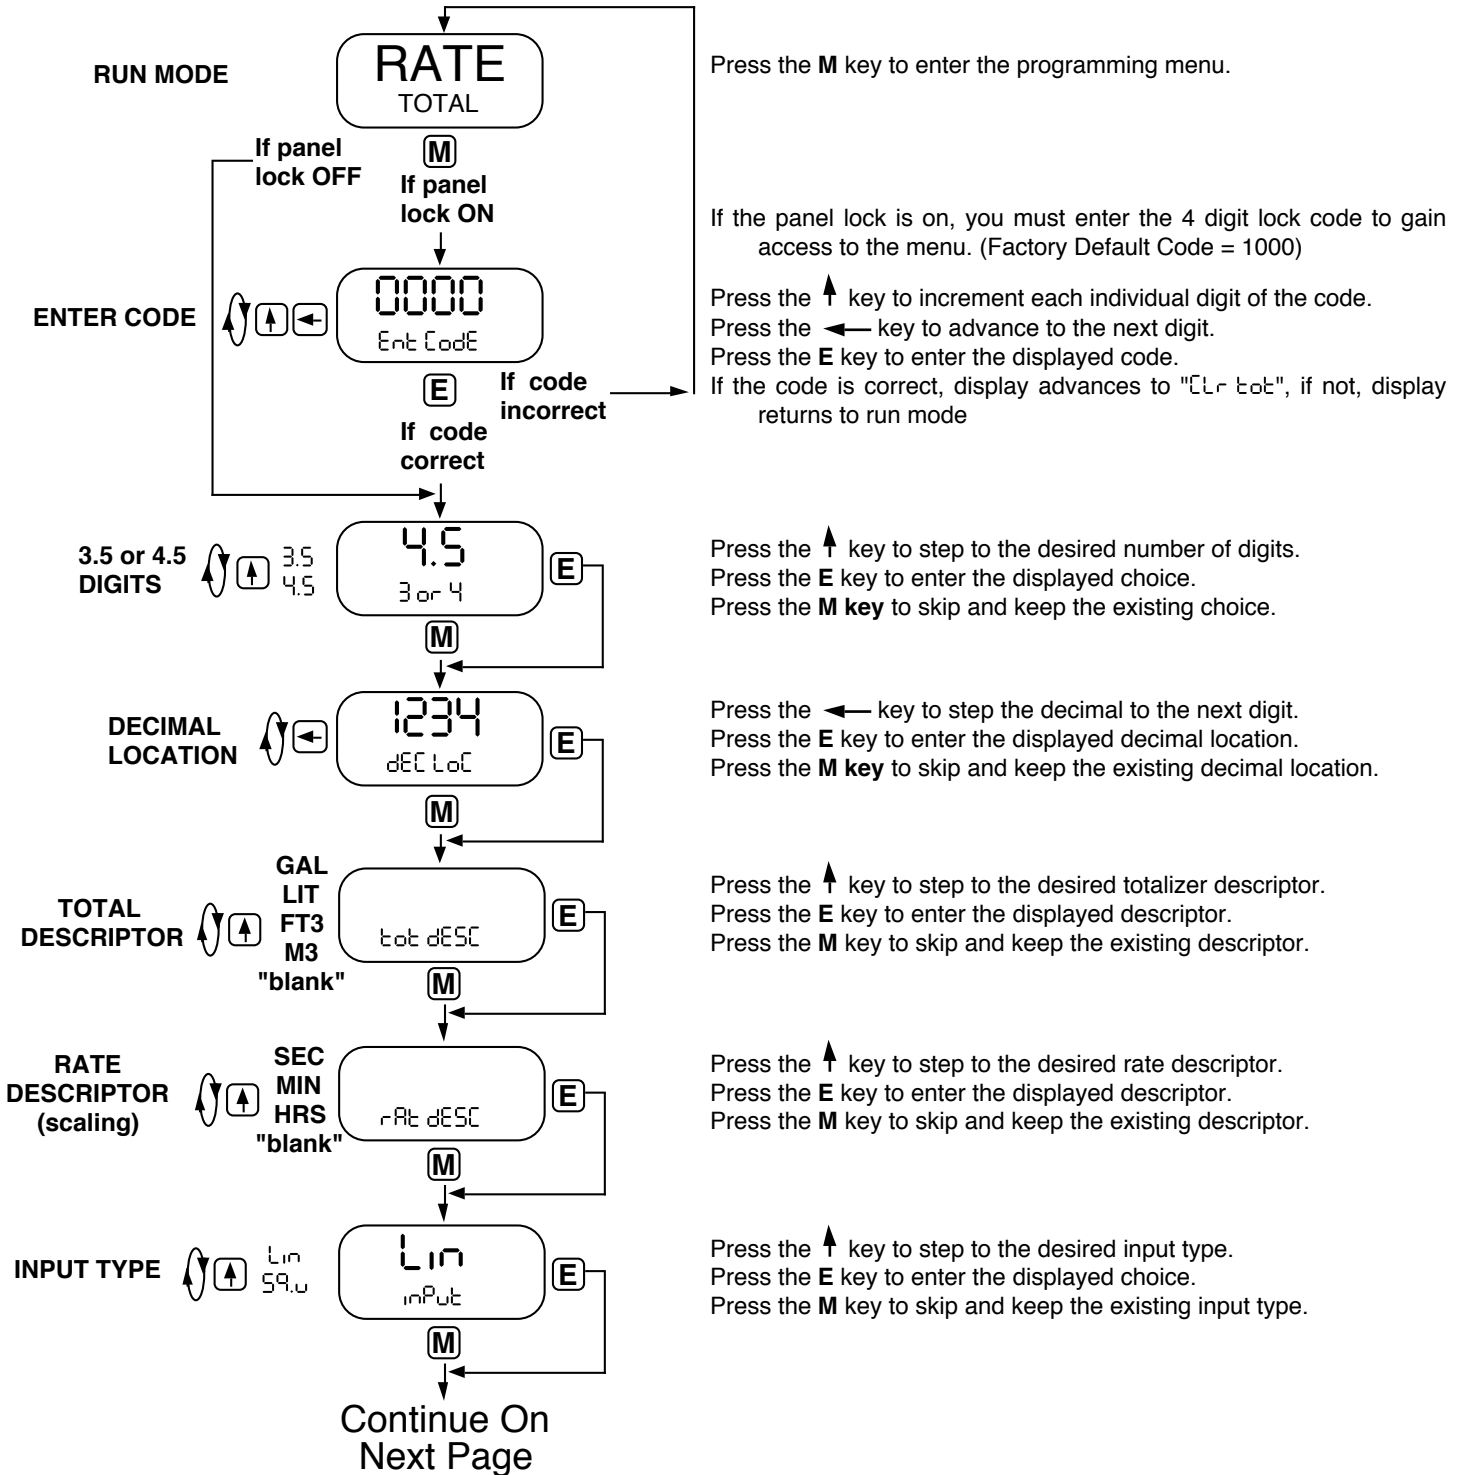 RUN MODE
RATE
TOTAL
Press the M key to enter the programming menu.
If panel
lock OFF
M
If panel
lock ON
If the panel lock is on, you must enter the 4 digit lock code to gain
access to the menu. (Factory Default Code = 1000)
ENTER CODE
0000
Ent CodE
Press the key to increment each individual digit of the code.
Press the key to advance to the next digit.
Press the E key to enter the displayed code.
If the code is correct, display advances to "CLr tot", if not, display
returns to run mode
E
If code
incorrect
If code
correct
3.5 or 4.5
DIGITS
3.5
4.5
4.5
3 or 4
E
M
Press the key to step to the desired number of digits.
Press the E key to enter the displayed choice.
Press the M key to skip and keep the existing choice.
DECIMAL
LOCATION
1234
dEC LoC
E
M
Press the key to step the decimal to the next digit.
Press the E key to enter the displayed decimal location.
Press the M key to skip and keep the existing decimal location.
TOTAL
DESCRIPTOR
GAL
LIT
FT3
M3
"blank"
tot dESC
E
M
Press the key to step to the desired totalizer descriptor.
Press the E key to enter the displayed descriptor.
Press the M key to skip and keep the existing descriptor.
RATE
DESCRIPTOR
(scaling)
SEC
MIN
HRS
"blank"
rAt dESC
E
M
Press the key to step to the desired rate descriptor.
Press the E key to enter the displayed descriptor.
Press the M key to skip and keep the existing descriptor.
INPUT TYPE
Lin
S9.u
Lin
inPut
E
M
Press the key to step to the desired input type.
Press the E key to enter the displayed choice.
Press the M key to skip and keep the existing input type.
Continue On
Next Page